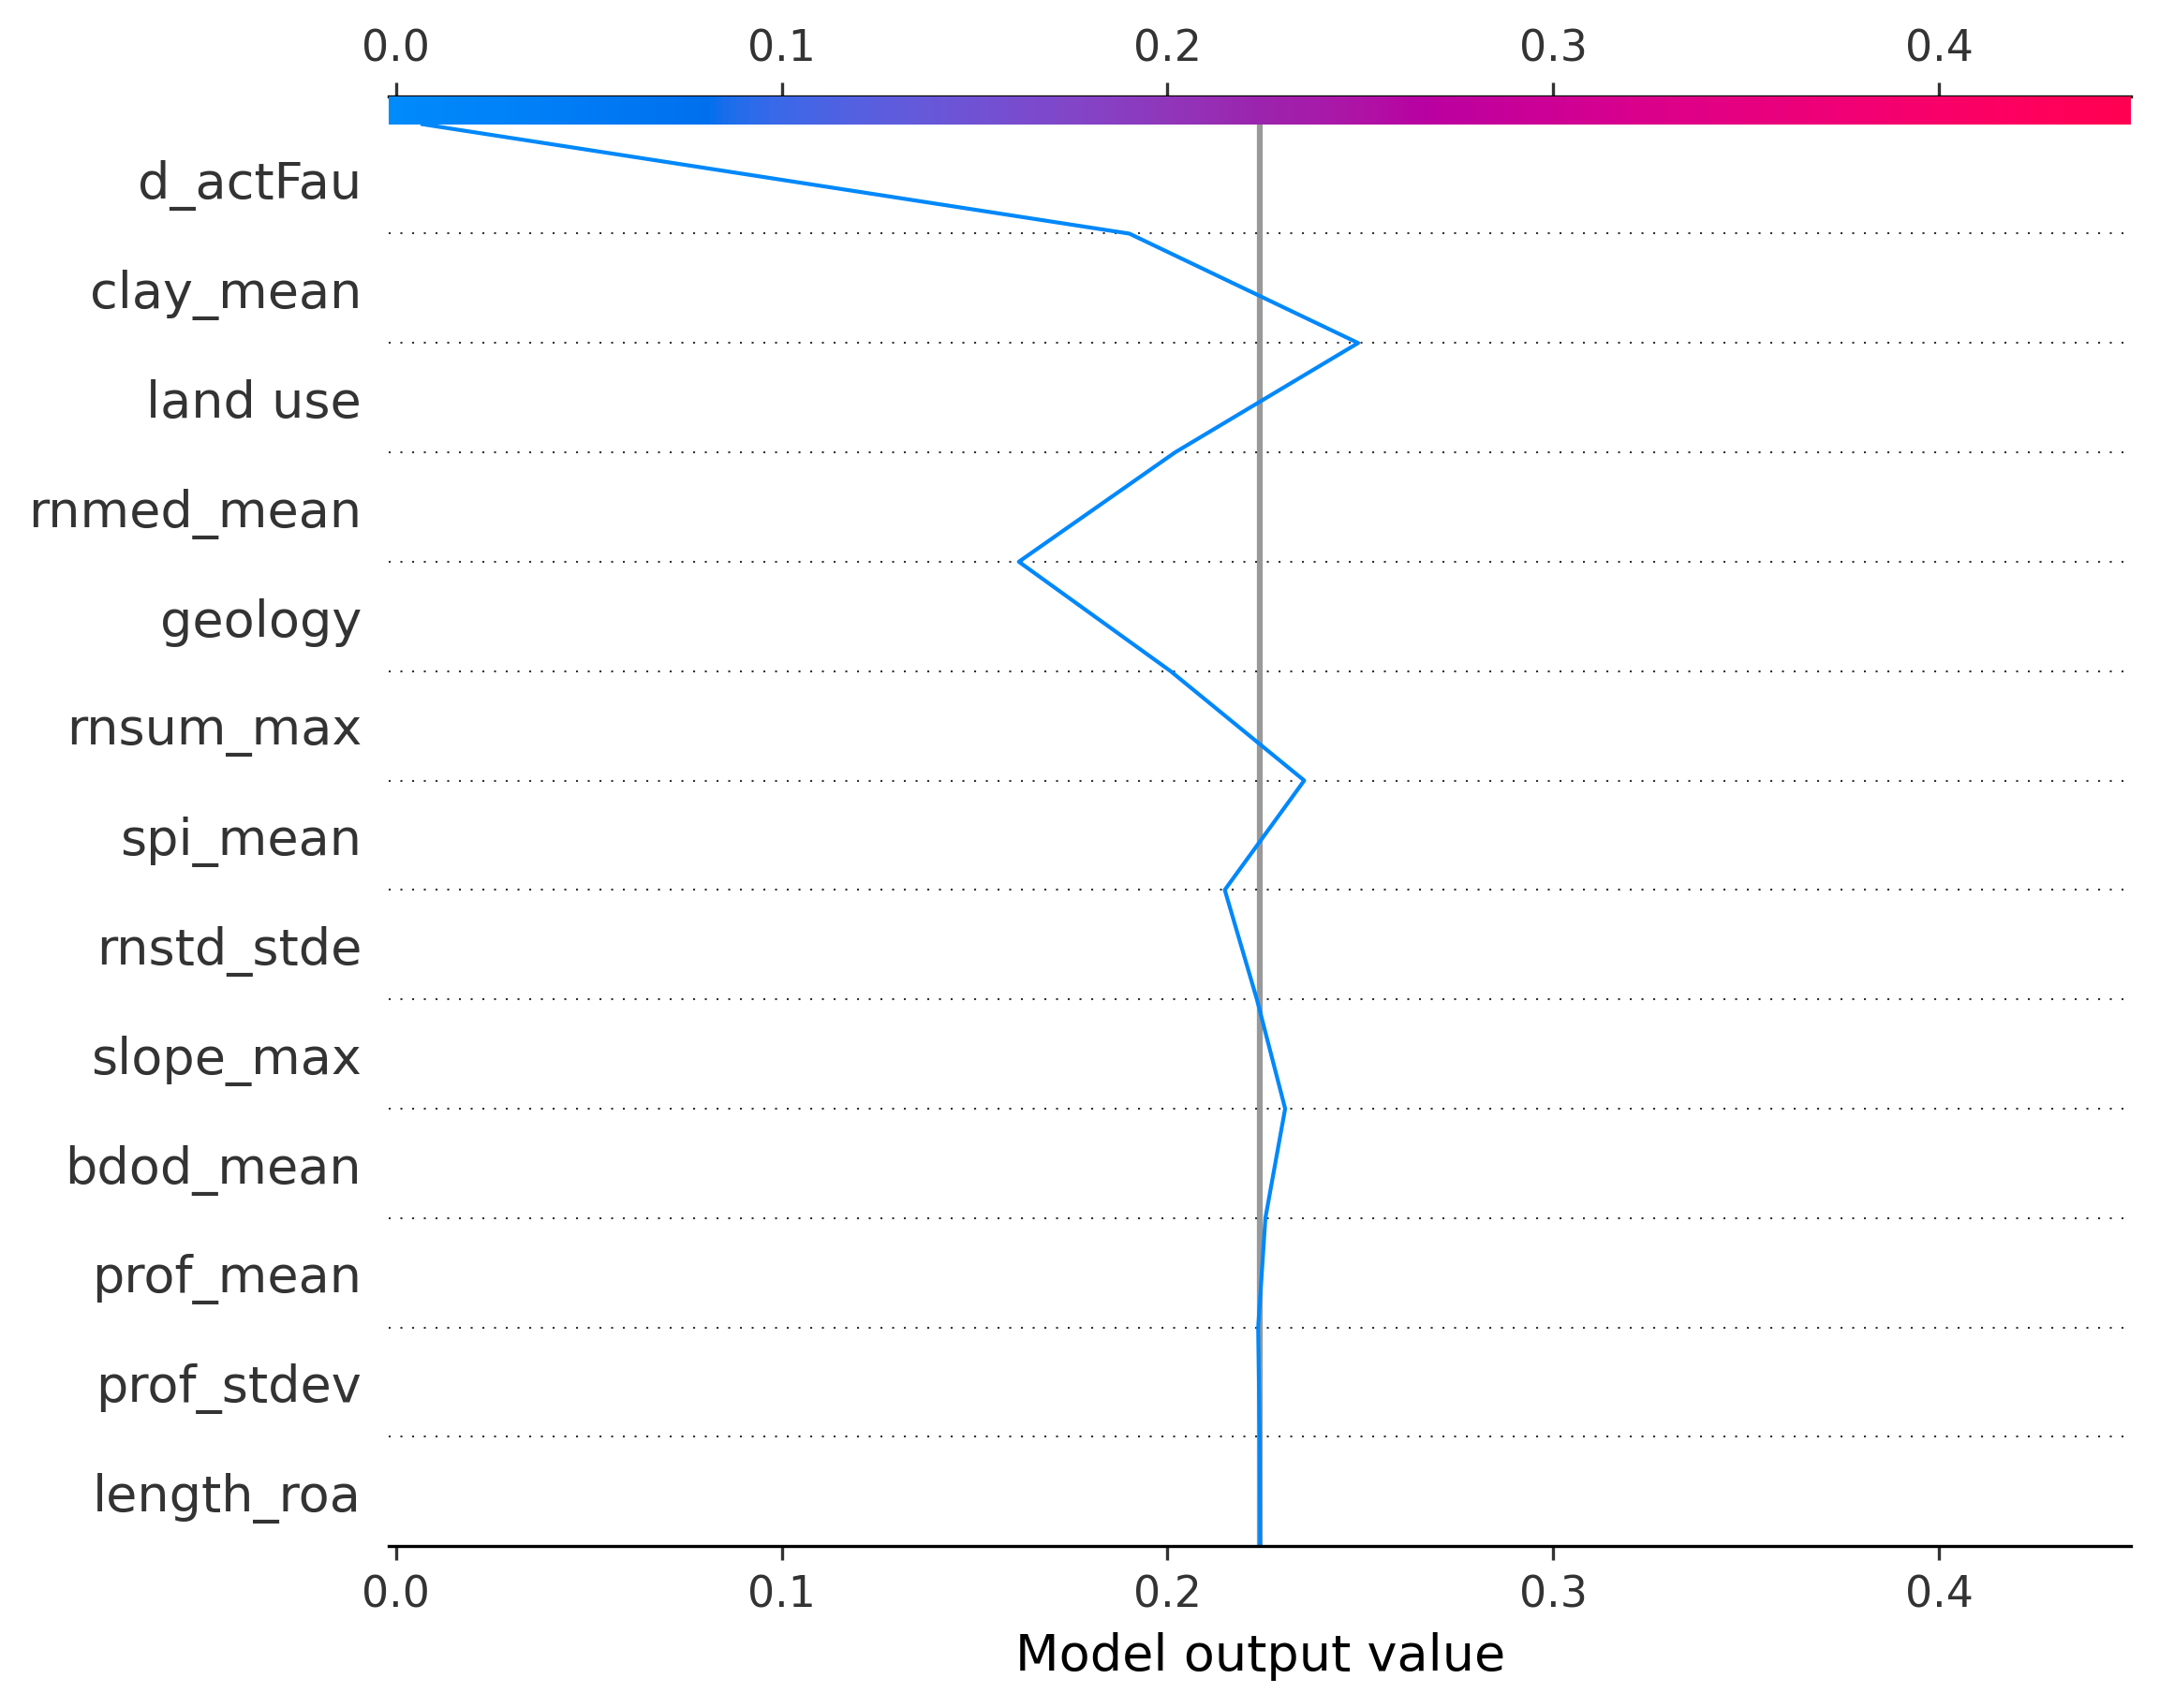 0.0 0.1 0.2 0.3 0.4
d_actFau
clay_mean
land use
rnmed_mean
geology
rnsum_max
spi_mean
rnstd_stde
slope_max
bdod_mean
prof_mean
prof_stdev
length_roa
0.0 0.1 0.2 0.3 0.4
Model output value